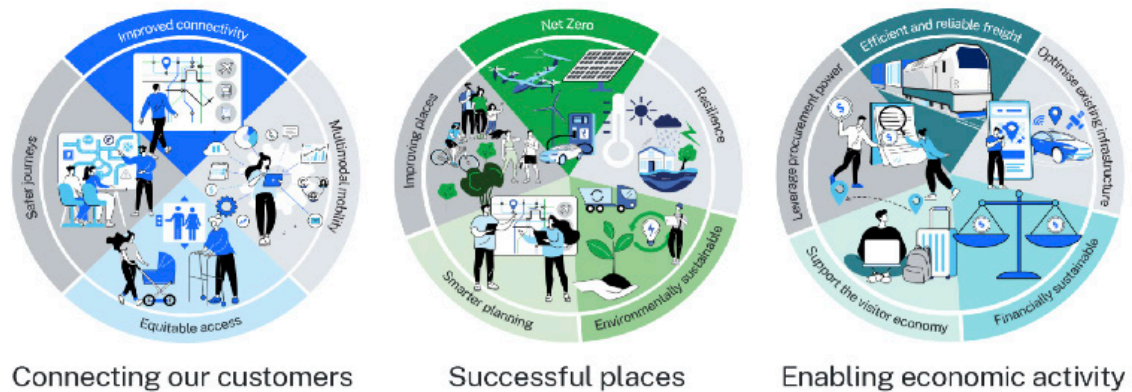 Improved connectivity
Safer journeys
Multimodal mobility
Equitable access
Connecting our customers
Net Zero
Improving places
Resilience
Smarter planning
Environmentally sustainable
Successful places
Efficient and reliable freight
Leverage procurement power
Optimise existing infrastructure
Support the visitor economy
Financially sustainable
Enabling economic activity